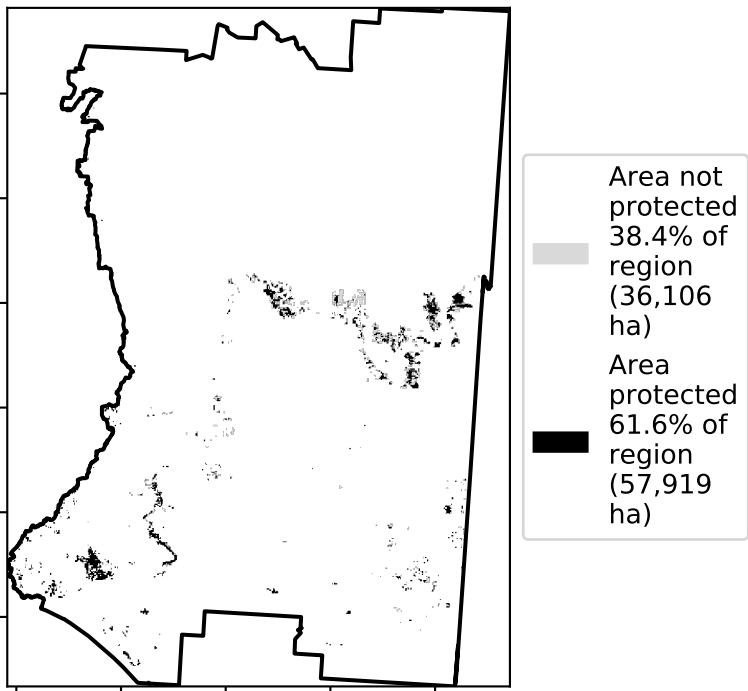 Area not
protected
38.4% of
region
(36,106
ha)
Area
protected
61.6% of
region
(57,919
ha)